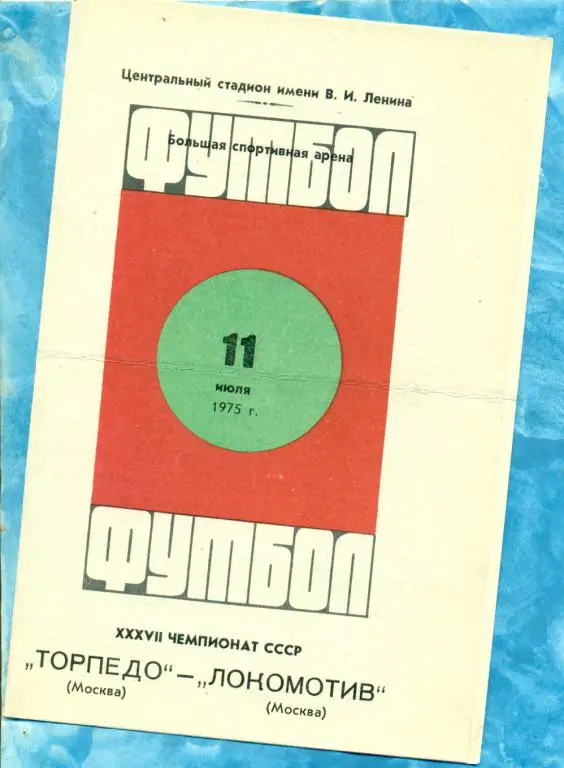 Центральный стадион имени В. И. Ленина
ФУТБОЛ
Большая спортивная арена
11
июля
1975 г.
ФУТБОЛ
XXXVII ЧЕМПИОНАТ СССР
„ТОРПЕДО“ — „ЛОКОМОТИВ“
(Москва) (Москва)